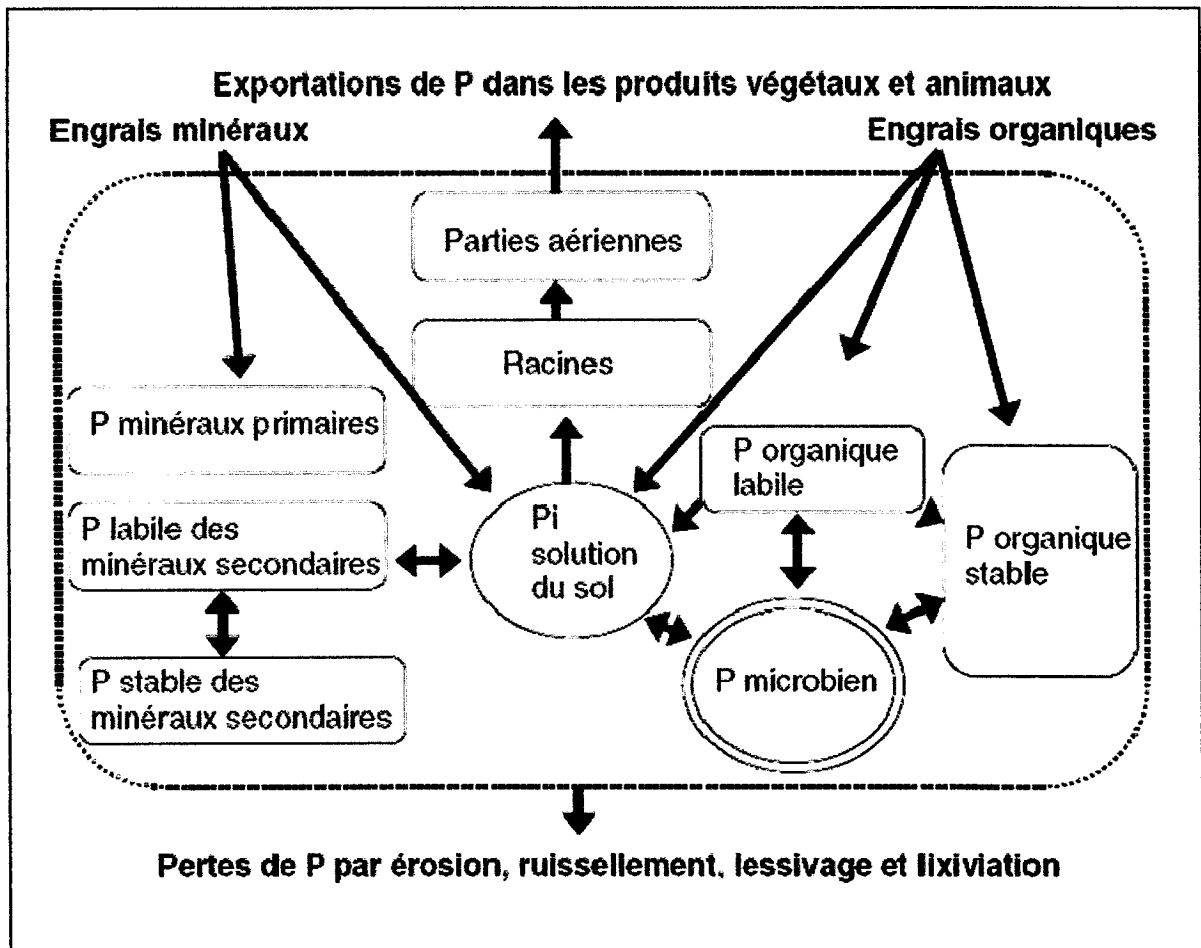 Exportations de P dans les produits végétaux et animaux
Engrais minéraux
Engrais organiques
Parties aériennes
Racines
P minéraux primaires
P organique
labile
P labile des
minéraux secondaires
Pi
solution
du sol
P organique
stable
P stable des
minéraux secondaires
P microbien
Pertes de P par érosion, ruissellement, lessivage et lixiviation